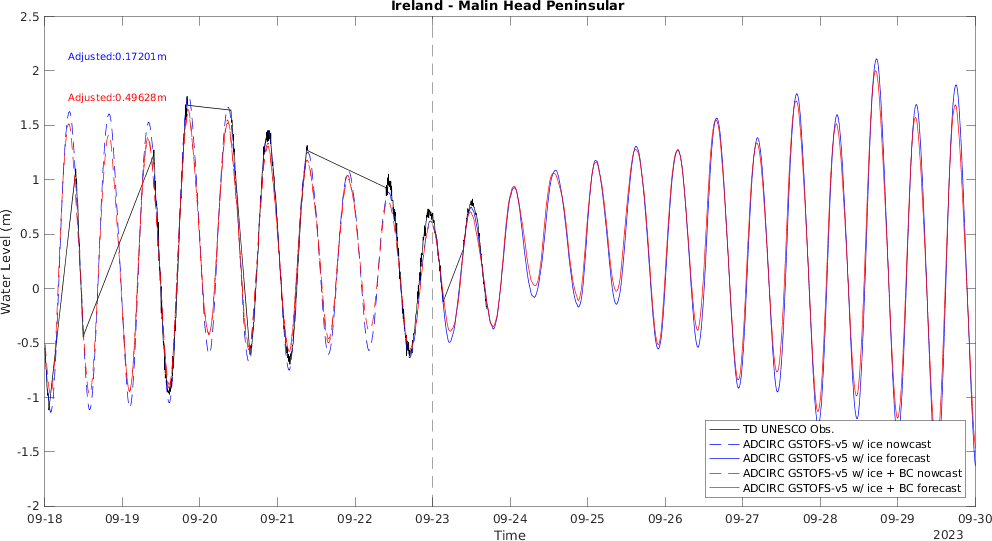 Ireland - Malin Head Peninsular
2.5
2
1.5
1
0.5
0
-0.5
-1
-1.5
-2
Water Level (m)
Adjusted:0.17201m
Adjusted:0.49628m
TD UNESCO Obs.
ADCIRC GSTOFS-v5 w/ ice nowcast
ADCIRC GSTOFS-v5 w/ ice forecast
ADCIRC GSTOFS-v5 w/ ice + BC nowcast
ADCIRC GSTOFS-v5 w/ ice + BC forecast
09-18 09-19 09-20 09-21 09-22 09-23 09-24 09-25 09-26 09-27 09-28 09-29 09-30
Time
2023